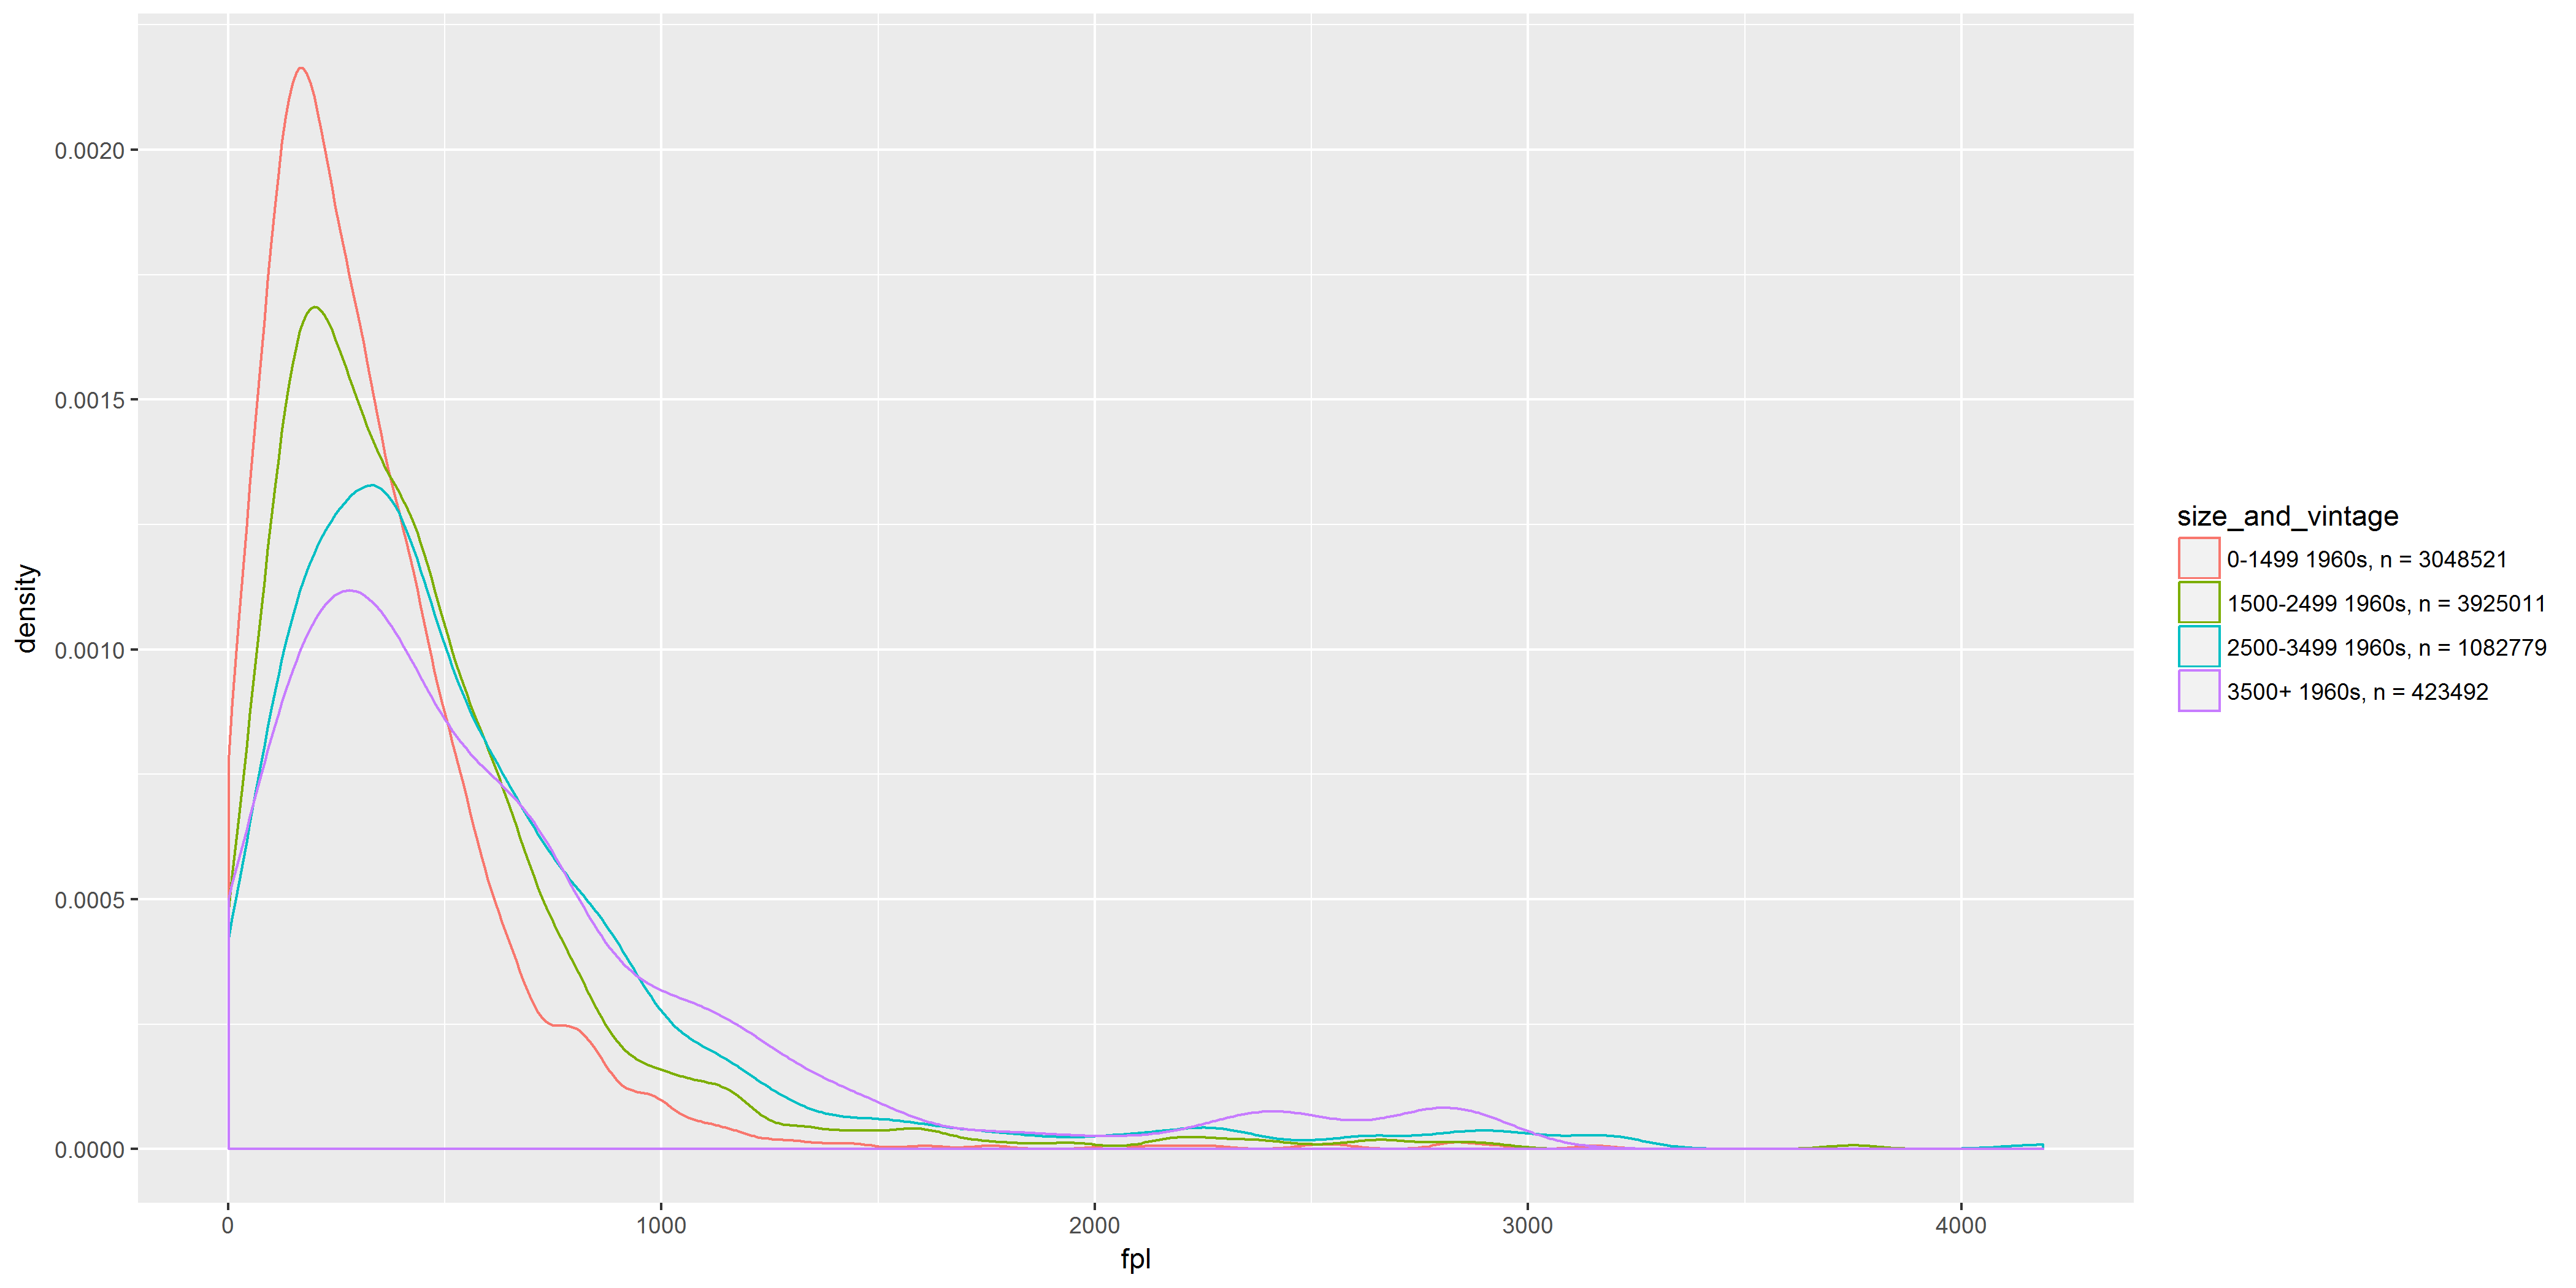 density
0.0020
0.0015
0.0010
0.0005
0.0000
0
1000
2000
3000
4000
fpl
size_and_vintage
0-1499 1960s, n = 3048521
1500-2499 1960s, n = 3925011
2500-3499 1960s, n = 1082779
3500+ 1960s, n = 423492